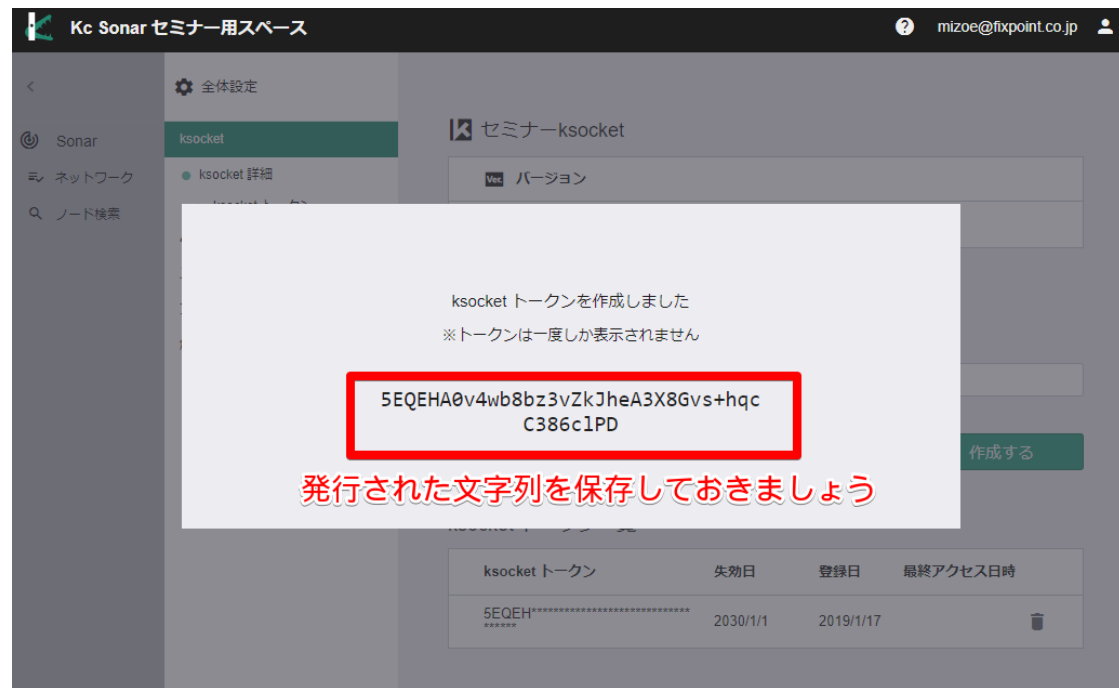 Kc Sonar セミナー用スペース
mizoe@fixpoint.co.jp
全体設定
Sonar
ネットワーク
ノード検索
ksocket
ksocket 詳細
セミナーksocket
Ver. バージョン
ksocket トークンを作成しました
※トークンは一度しか表示されません
5EQEHA0v4wb8bz3vZkJheA3X8Gvs+hqc
C386clPD
発行された文字列を保存しておきましょう
作成する
ksocket トークン 失効日 登録日 最終アクセス日時
5EQEH******************************
******
2030/1/1 2019/1/17